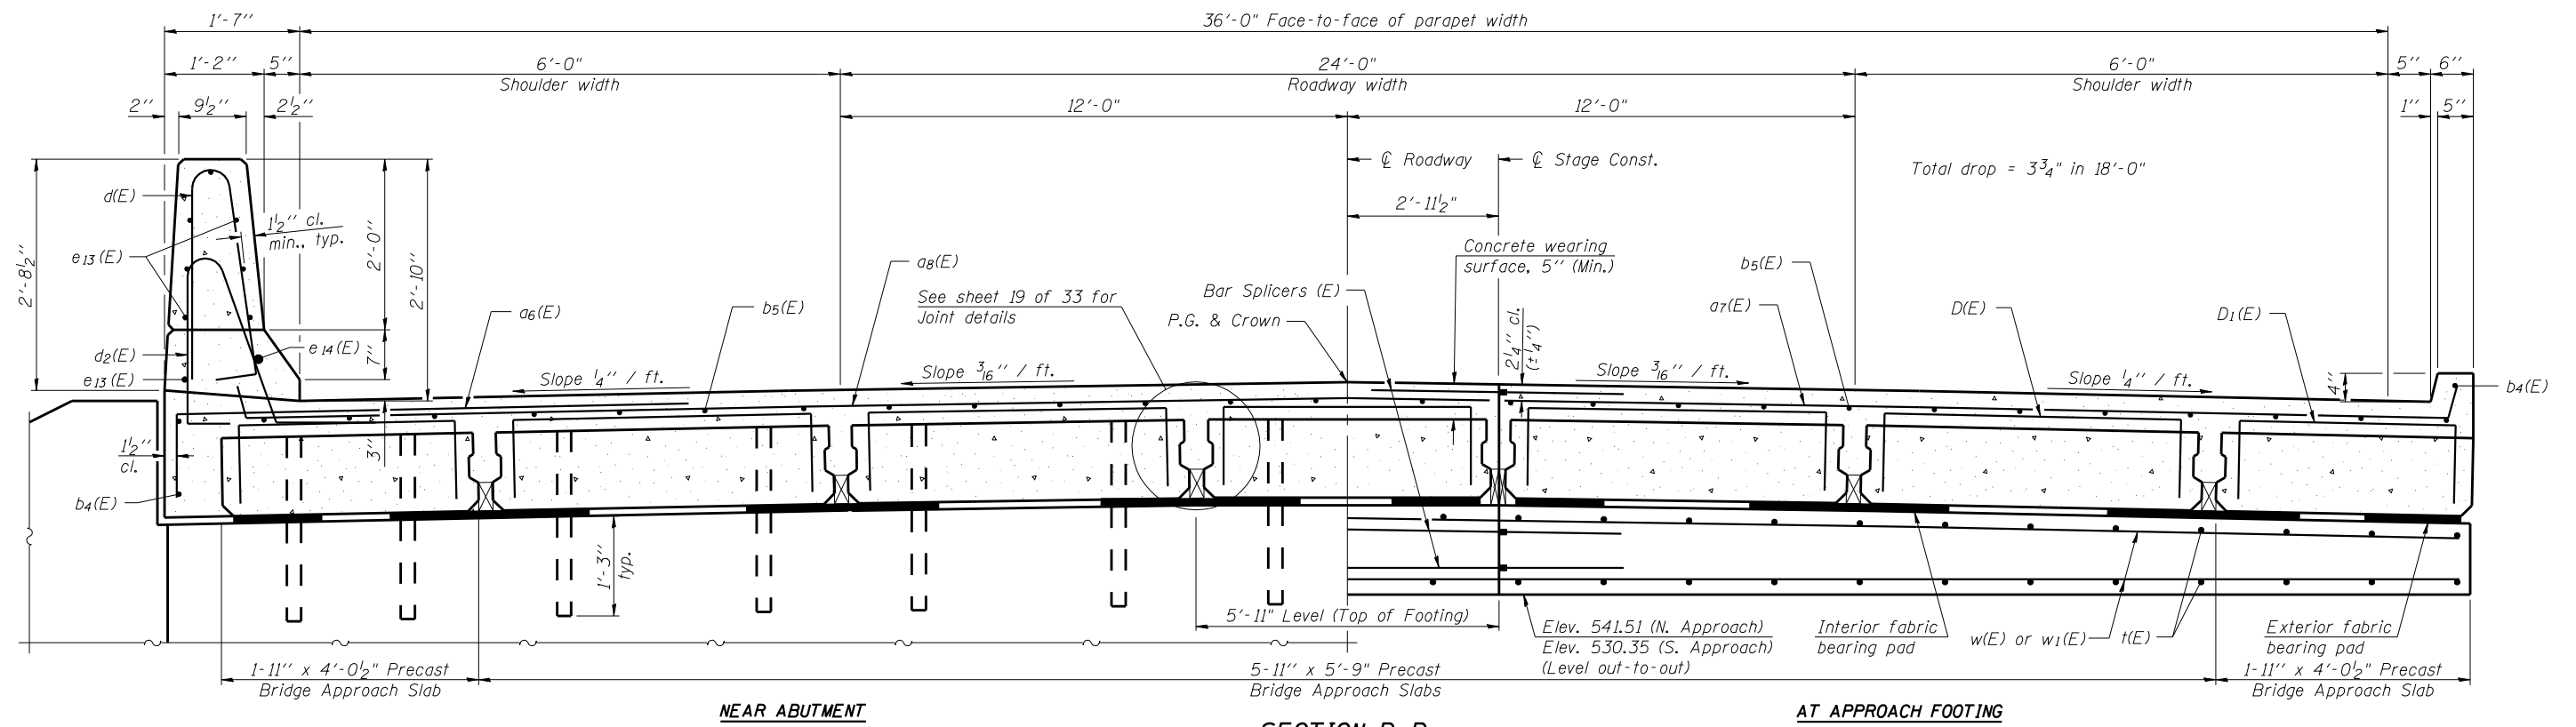 1'-7"
36'-0" Face-to-face of parapet width
1'-2"
5"
6'-0"
Shoulder width
24'-0"
Roadway width
6'-0"
Shoulder width
5"
6"
2"
9½"
2½"
12'-0"
12'-0"
1"
5"
℄ Roadway
℄ Stage Const.
Total drop = 3¾" in 18'-0"
2'-11½"
d(E)
1½" cl.
min., typ.
e13(E)
2'-8½"
2'-0"
2'-10"
7"
a6(E)
b5(E)
a8(E)
See sheet 19 of 33 for
Joint details
Bar Splicers (E)
P.G. & Crown
Concrete wearing
surface, 5" (Min.)
2¼" cl.
(±¼")
b5(E)
a7(E)
D(E)
D1(E)
d2(E)
e14(E)
e13(E)
Slope ¼" / ft.
Slope 3/16" / ft.
Slope 3/16" / ft.
Slope ¼" / ft.
4"
b4(E)
1½"
cl.
3"
b4(E)
1'-3"
typ.
5'-11" Level (Top of Footing)
Elev. 541.51 (N. Approach)
Elev. 530.35 (S. Approach)
(Level out-to-out)
Interior fabric
bearing pad
w(E) or w1(E)
t(E)
Exterior fabric
bearing pad
1-11" x 4'-0½" Precast
Bridge Approach Slab
5-11" x 5'-9" Precast
Bridge Approach Slabs
1-11" x 4'-0½" Precast
Bridge Approach Slab
NEAR ABUTMENT
AT APPROACH FOOTING